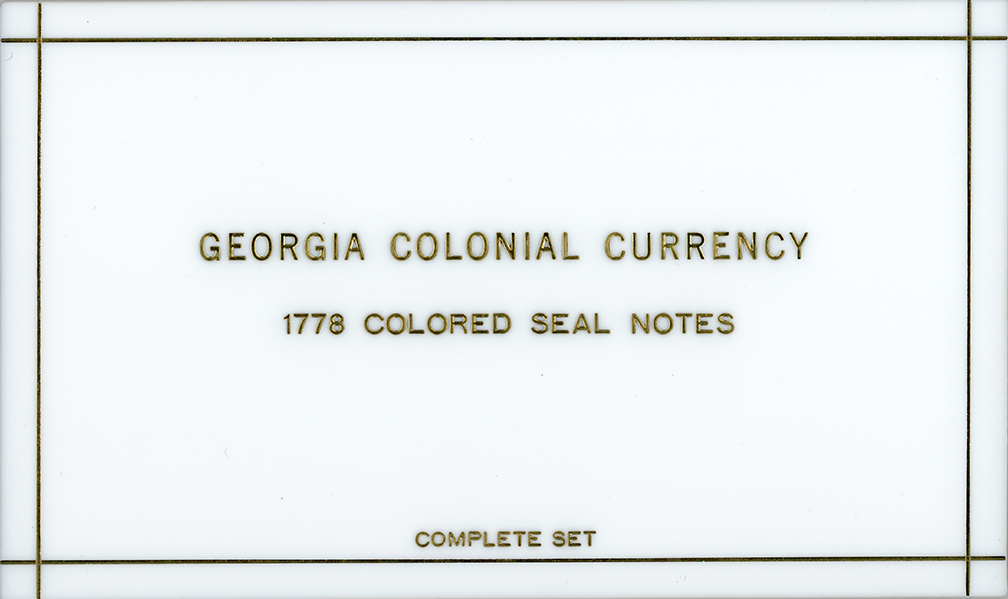 GEORGIA COLONIAL CURRENCY
1778 COLORED SEAL NOTES
COMPLETE SET